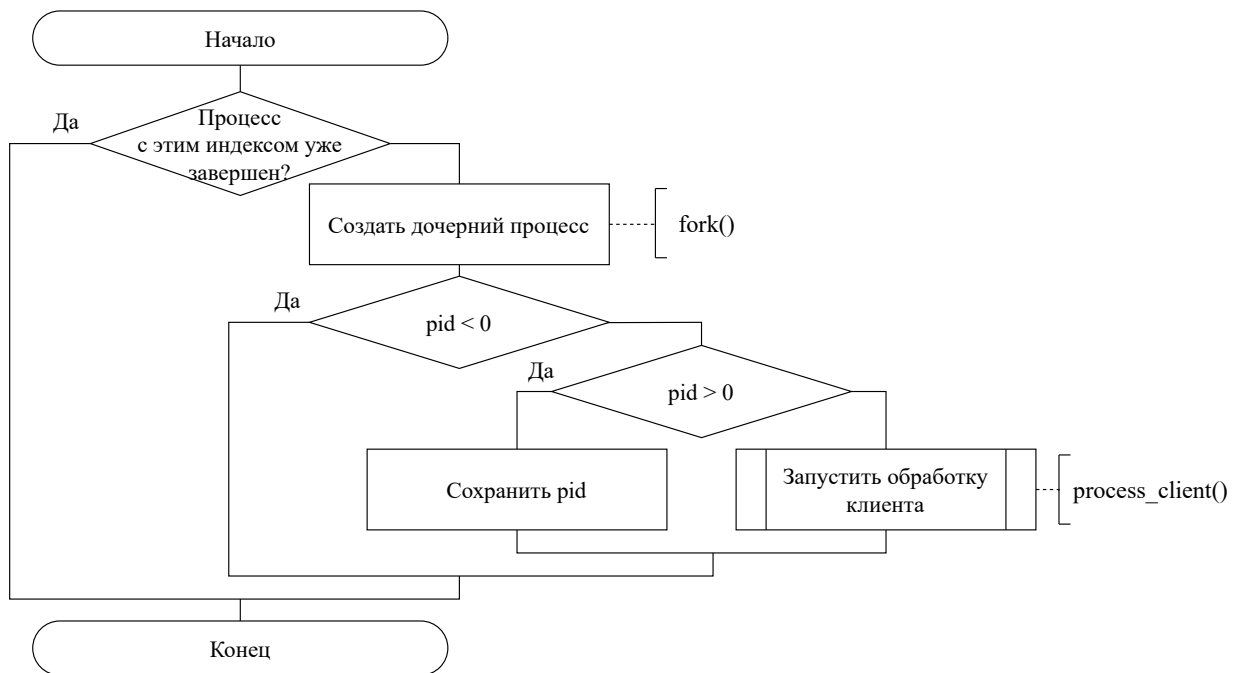 Начало
Да
Процесс
с этим индексом уже
завершен?
Создать дочерний процесс
fork()
Да
pid < 0
Да
pid > 0
Сохранить pid
Запустить обработку
клиента
process_client()
Конец